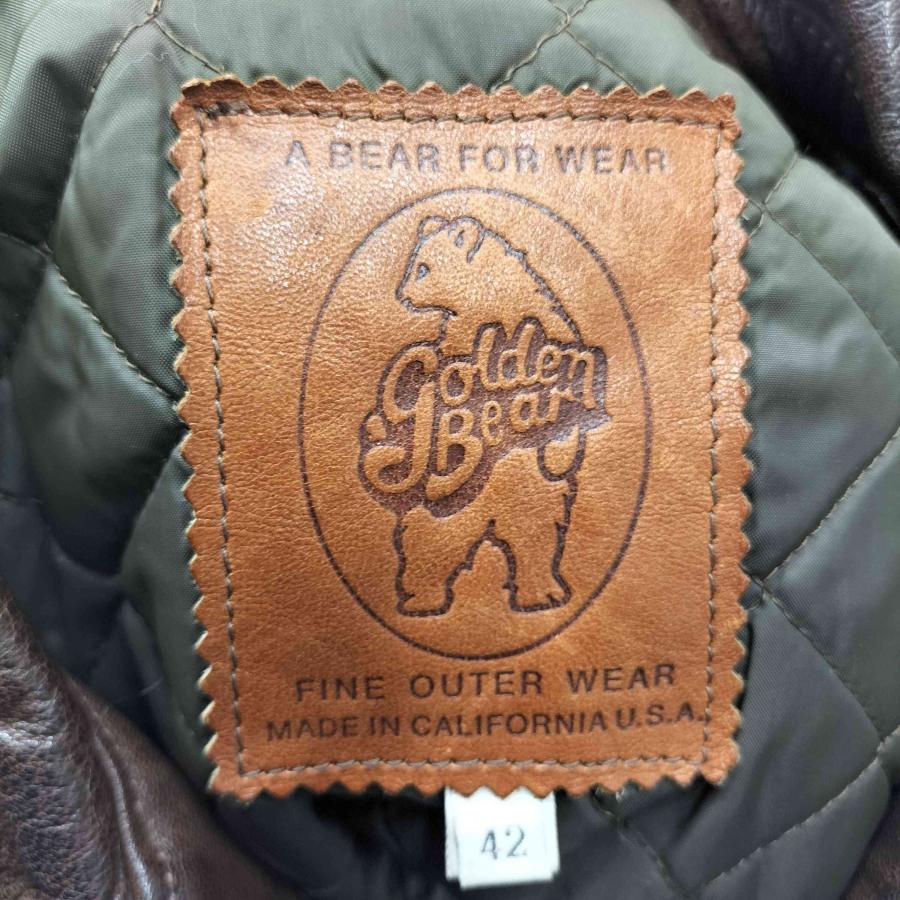 A BEAR FOR WEAR
Golden
Bear
FINE OUTER WEAR
MADE IN CALIFORNIA U.S.A.
42